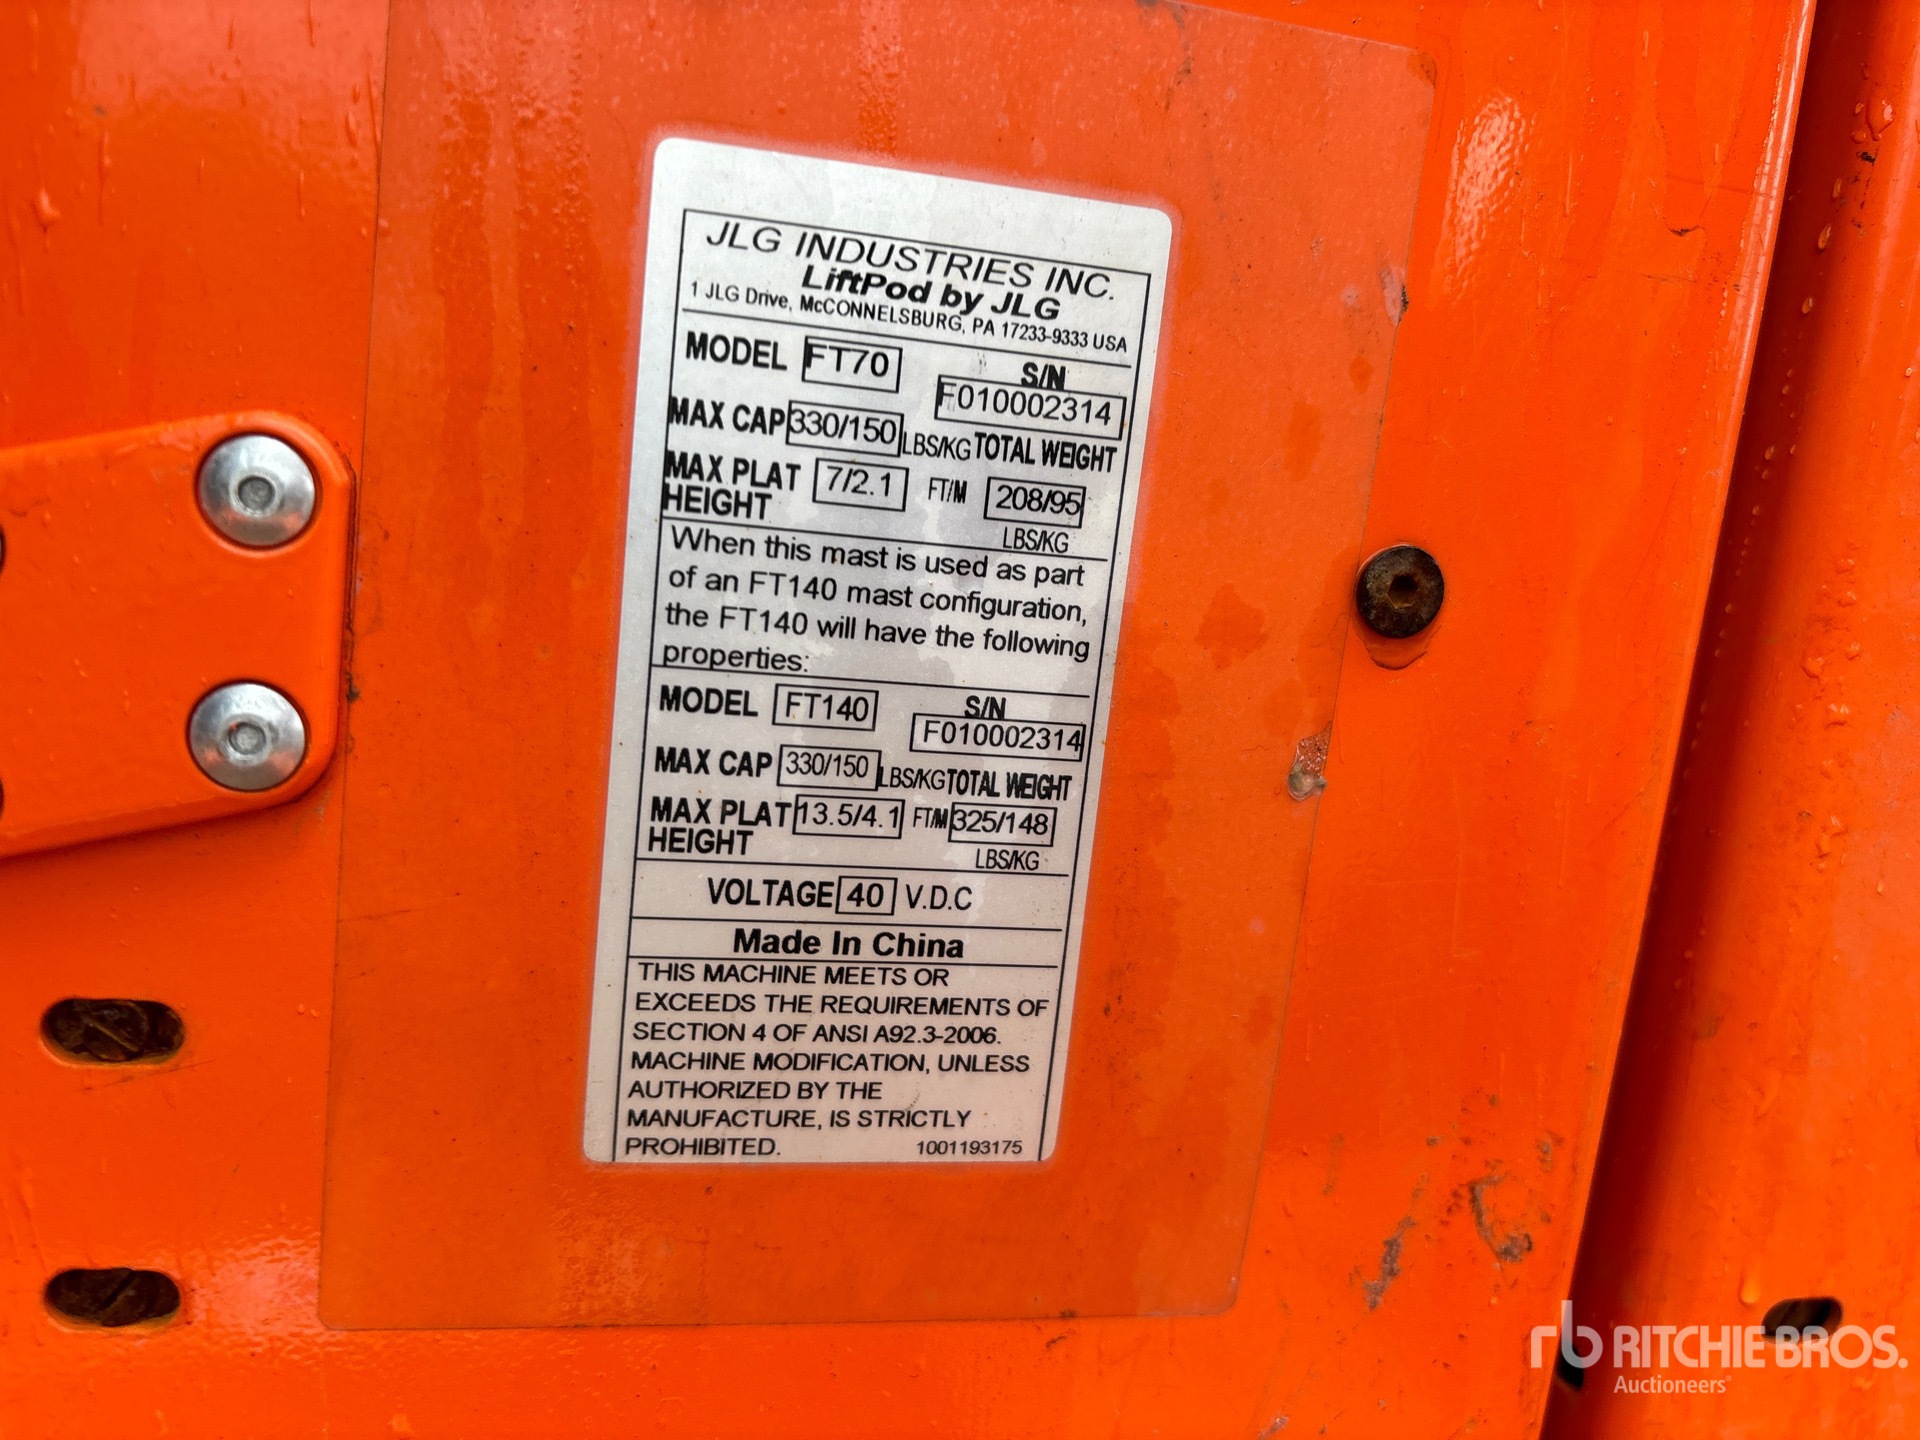 JLG INDUSTRIES INC.
LiftPod by JLG
1 JLG Drive, McCONNELSBURG, PA 17233-9333 USA
MODEL FT70 S/N
F010002314
MAX CAP 330/150 LBS/KG TOTAL WEIGHT
MAX PLAT 7/2.1 FT/M 208/95
HEIGHT LBS/KG
When this mast is used as part
of an FT140 mast configuration,
the FT140 will have the following
properties:
MODEL FT140 S/N
F010002314
MAX CAP 330/150 LBS/KG TOTAL WEIGHT
MAX PLAT 13.5/4.1 FT/M 325/148
HEIGHT LBS/KG
VOLTAGE 40 V.D.C
Made In China
THIS MACHINE MEETS OR
EXCEEDS THE REQUIREMENTS OF
SECTION 4 OF ANSI A92.3-2006.
MACHINE MODIFICATION, UNLESS
AUTHORIZED BY THE
MANUFACTURE, IS STRICTLY
PROHIBITED. 1001193175
rb RITCHIE BROS.
Auctioneers